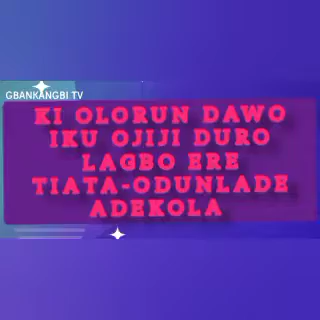 GBANKANGBI TV
KI OLORUN DAWO
IKU OJIJI DURO
LAGBO ERE
TIATA-ODUNLADE
ADEKOLA